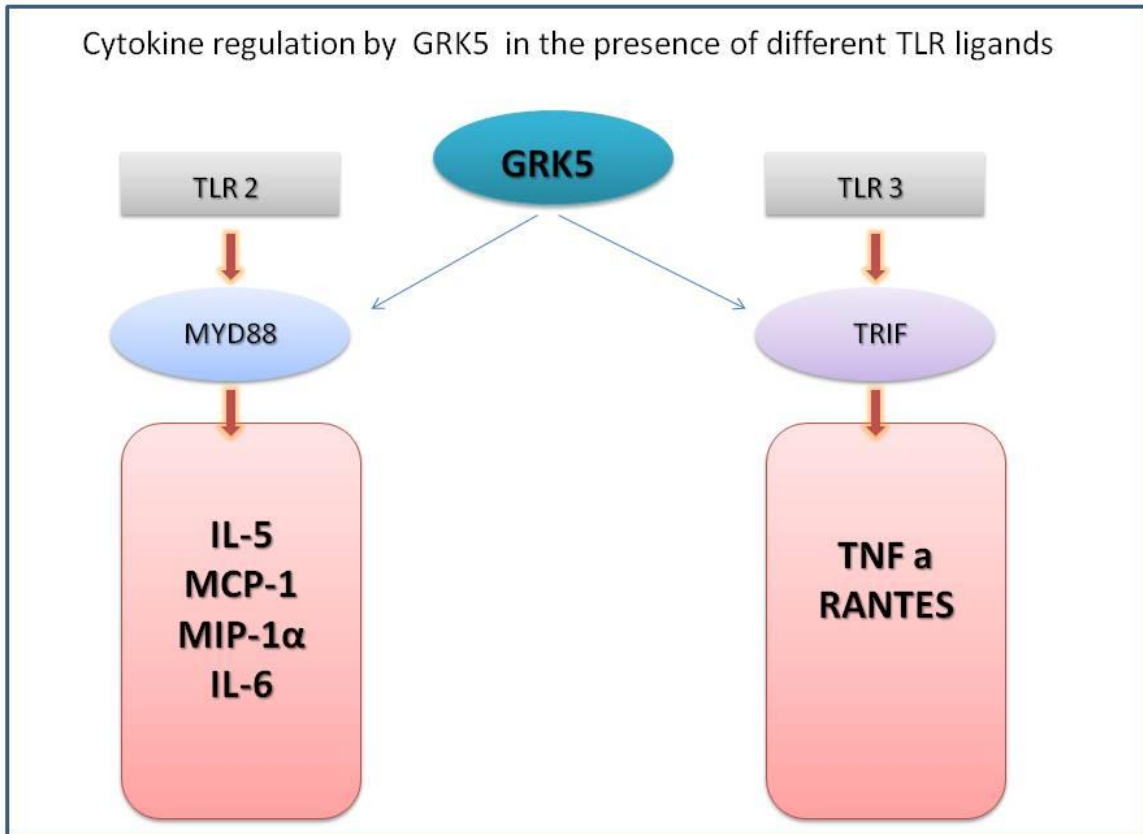 Cytokine regulation by GRK5 in the presence of different TLR ligands
GRK5
TLR 2
TLR 3
MYD88
TRIF
IL-5
MCP-1
MIP-1α
IL-6
TNF a
RANTES